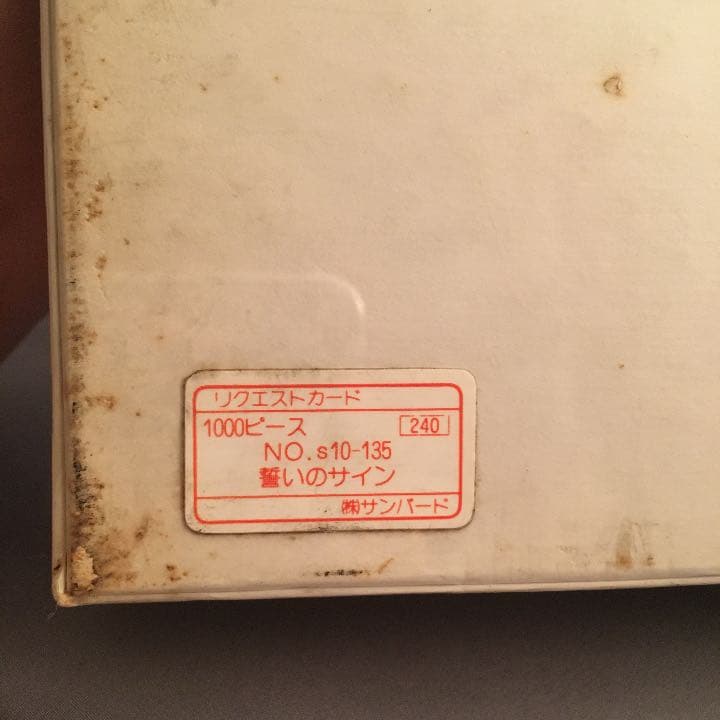 リクエストカード
1000ピース 240
NO.s10-135
誓いのサイン
㈱サンバード